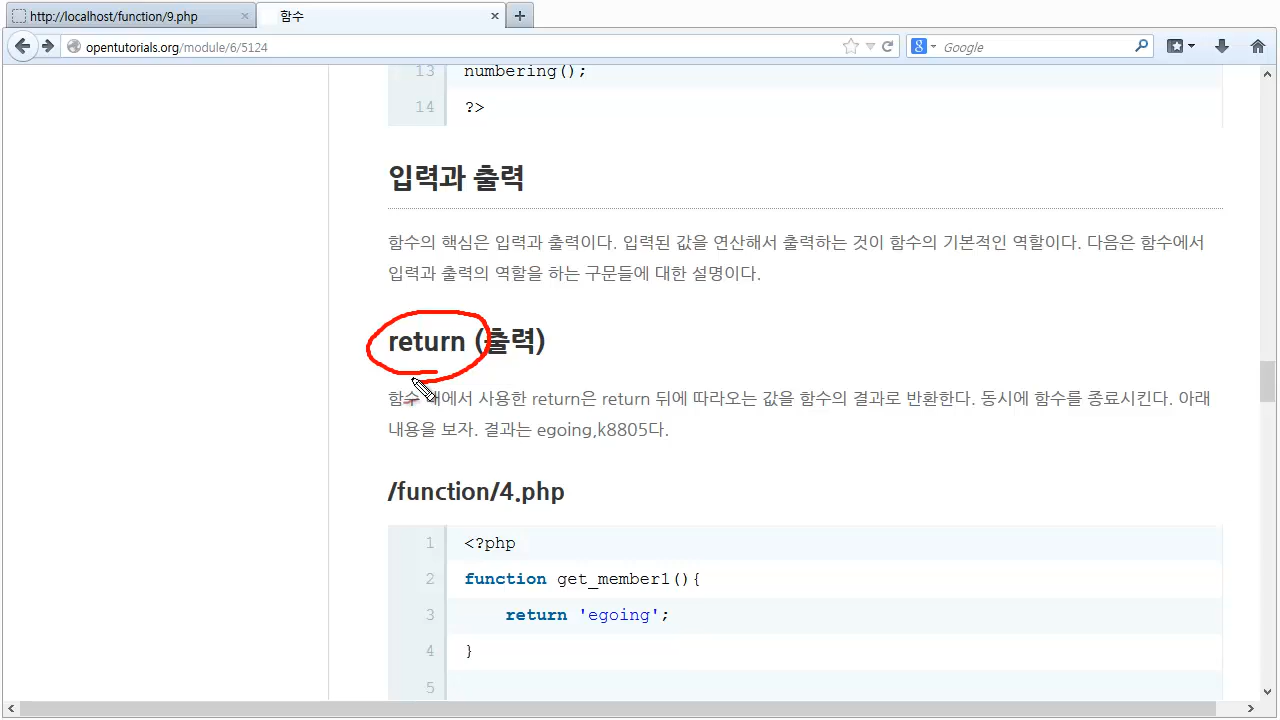 http://localhost/function/9.php
함수
opentutorials.org/module/6/5124
Google
13 numbering();
14 ?>
입력과 출력
함수의 핵심은 입력과 출력이다. 입력된 값을 연산해서 출력하는 것이 함수의 기본적인 역할이다. 다음은 함수에서
입력과 출력의 역할을 하는 구문들에 대한 설명이다.
return (출력)
함수 내에서 사용한 return은 return 뒤에 따라오는 값을 함수의 결과로 반환한다. 동시에 함수를 종료시킨다. 아래
내용을 보자. 결과는 egoing,k8805다.
/function/4.php
1 <?php
2 function get_member1(){
3 return 'egoing';
4 }
5